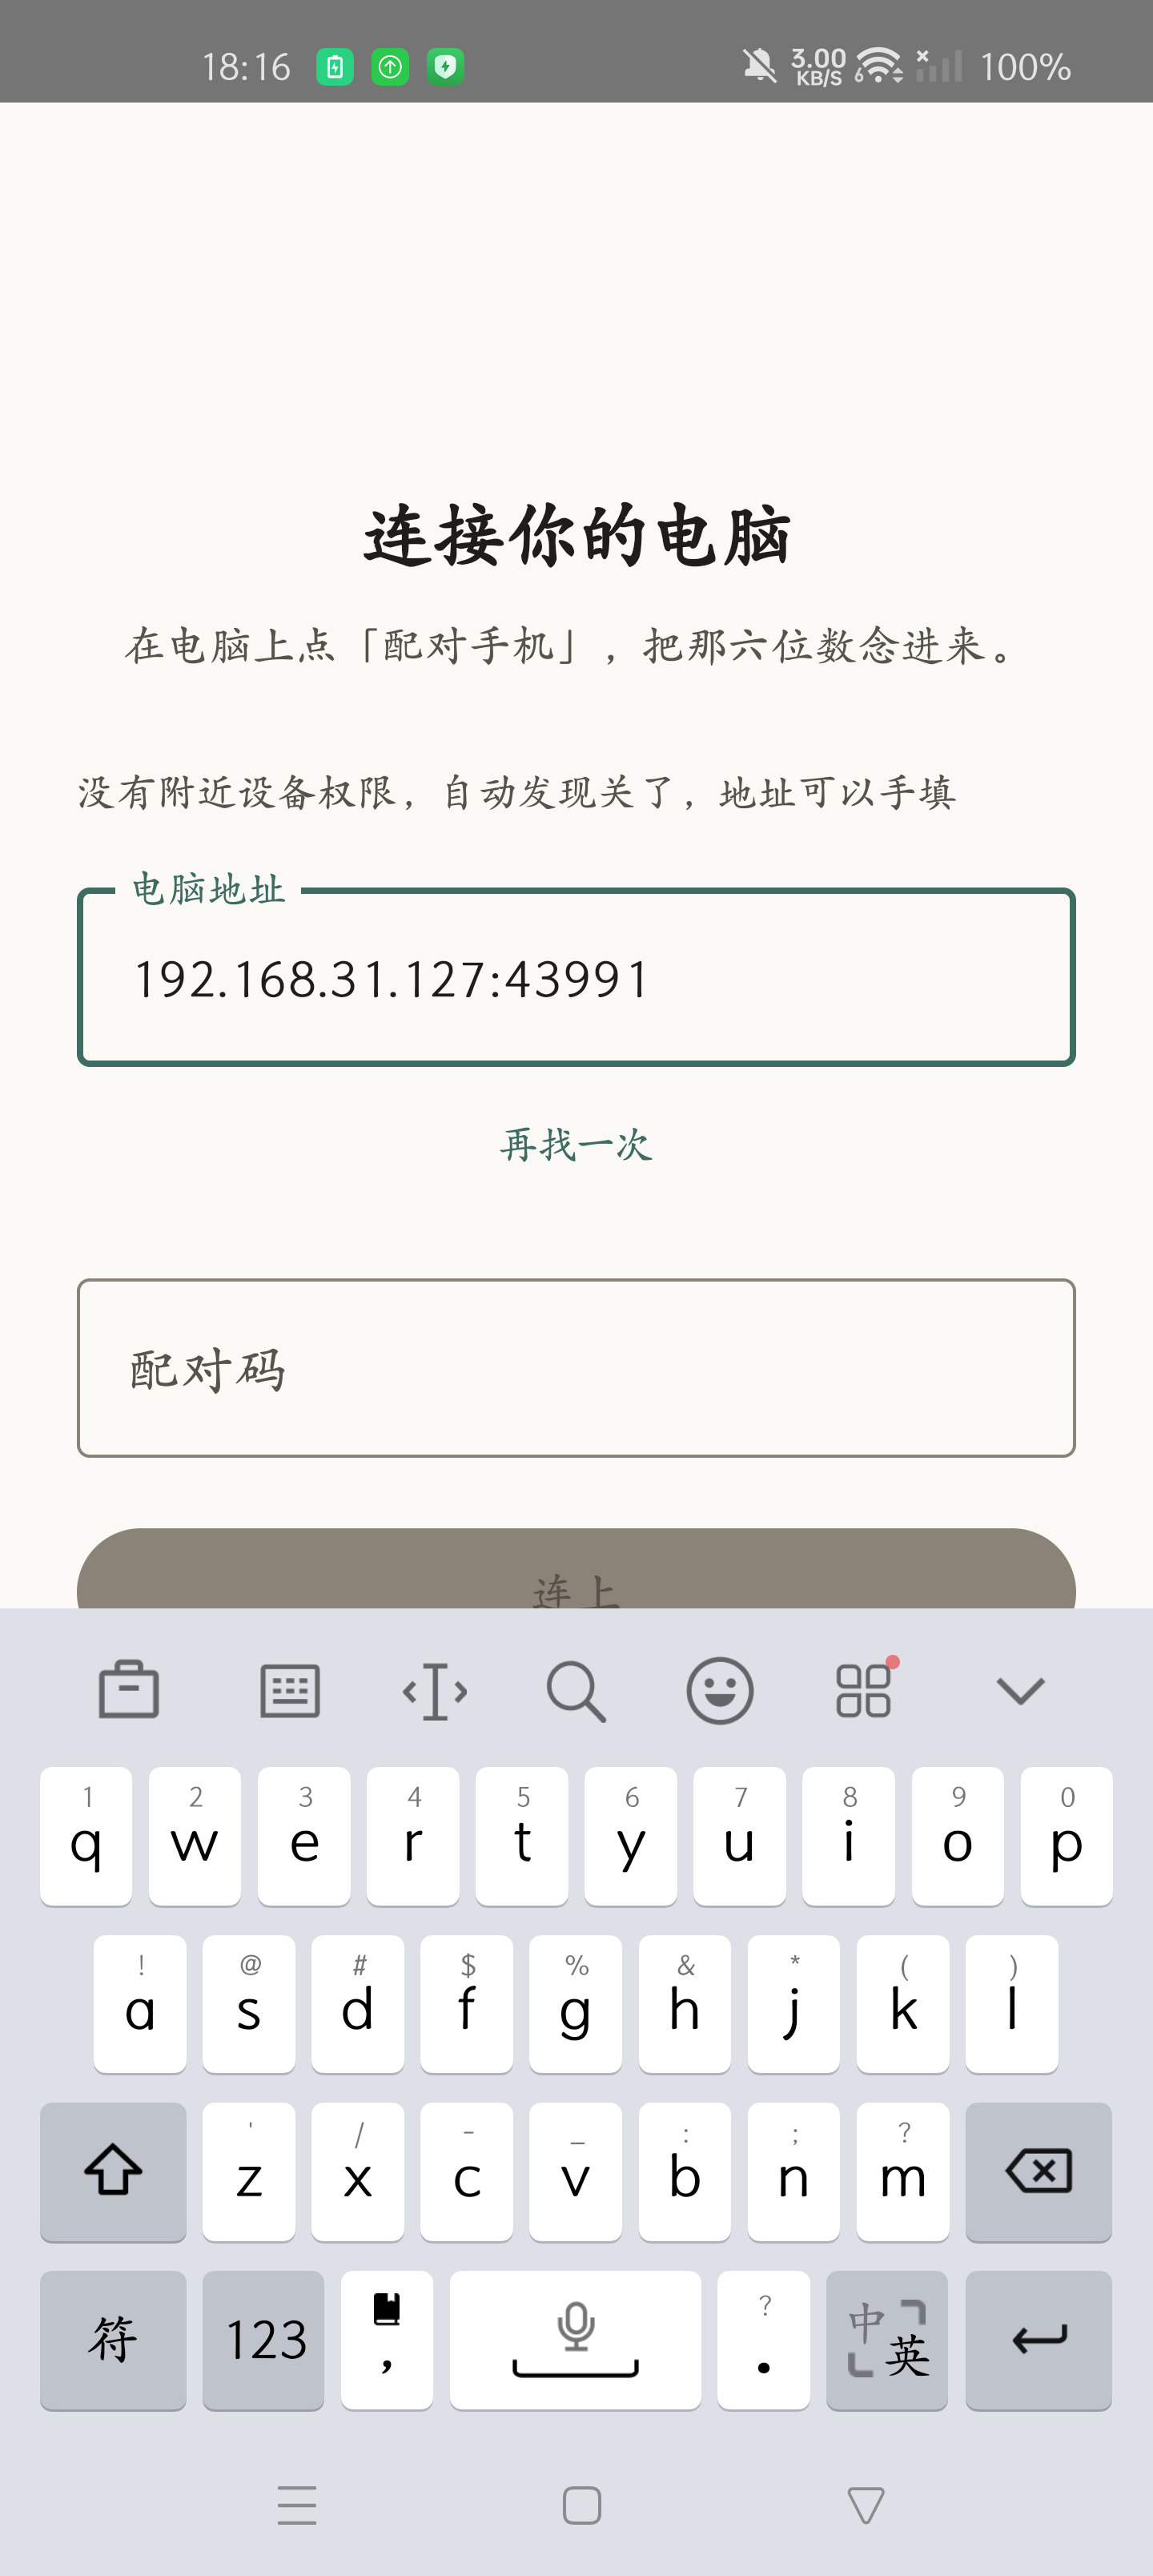 18:16
3.00
KB/S
6
100%
连接你的电脑
在电脑上点「配对手机」，把那六位数念进来。
没有附近设备权限，自动发现关了，地址可以手填
电脑地址
192.168.31.127:43991
再找一次
配对码
连上
1 2 3 4 5 6 7 8 9 0
q w e r t y u i o p
! @ # $ % & * ( )
a s d f g h j k l
' / - _ : ; ?
z x c v b n m
符 123 , ? . 中 英